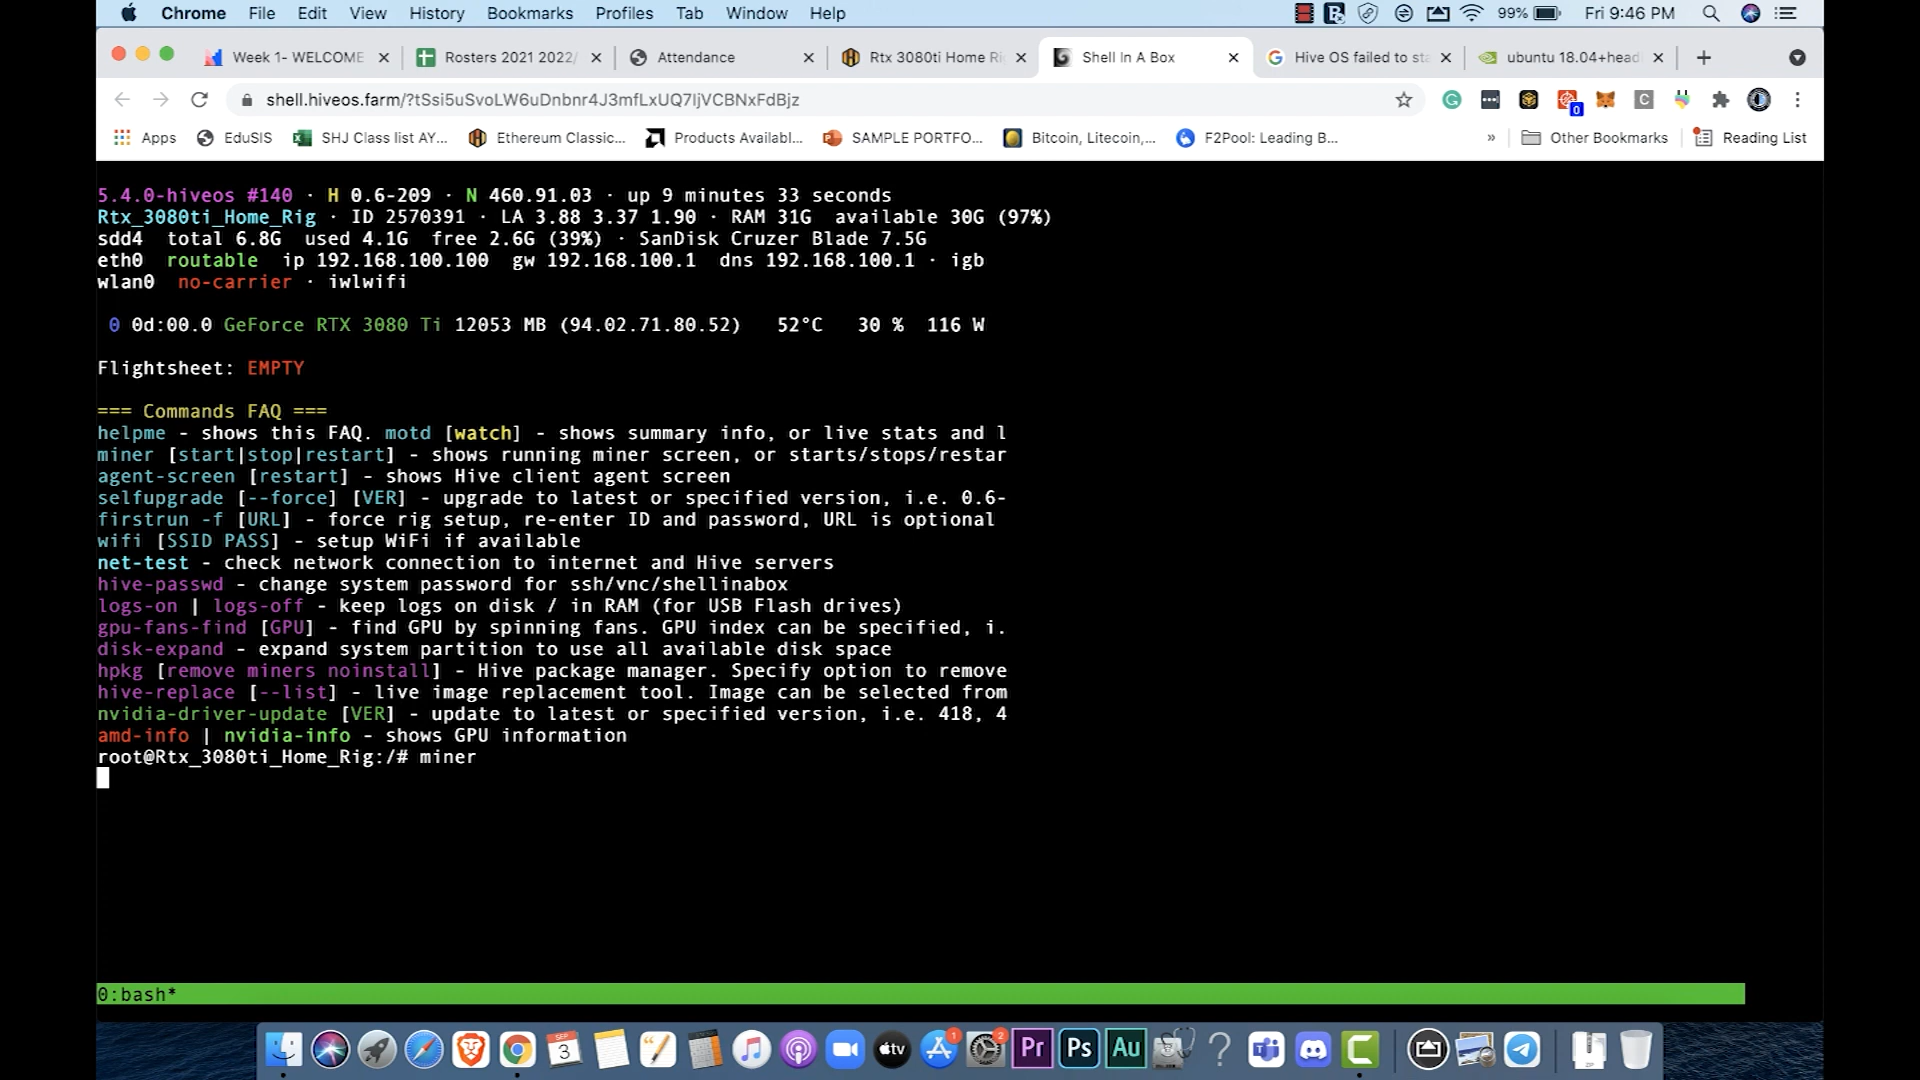 Chrome File Edit View History Bookmarks Profiles Tab Window Help 99% Fri 9:46 PM
Week 1- WELCOME Rosters 2021 2022/ Attendance Rtx 3080ti Home Ri Shell In A Box Hive OS failed to sta ubuntu 18.04+headl
shell.hiveos.farm/?tSsi5uSvoLW6uDnbnr4J3mfLxUQ7ljVCBNxFdBjz
Apps EduSIS SHJ Class list AY... Ethereum Classic... Products Availabl... SAMPLE PORTFO... Bitcoin, Litecoin,... F2Pool: Leading B... » Other Bookmarks Reading List
5.4.0-hiveos #140 · H 0.6-209 · N 460.91.03 · up 9 minutes 33 seconds
Rtx_3080ti_Home_Rig · ID 2570391 · LA 3.88 3.37 1.90 · RAM 31G available 30G (97%)
sdd4 total 6.8G used 4.1G free 2.6G (39%) · SanDisk Cruzer Blade 7.5G
eth0 routable ip 192.168.100.100 gw 192.168.100.1 dns 192.168.100.1 · igb
wlan0 no-carrier · iwlwifi
0 0d:00.0 GeForce RTX 3080 Ti 12053 MB (94.02.71.80.52) 52°C 30 % 116 W
Flightsheet: EMPTY
=== Commands FAQ ===
helpme - shows this FAQ. motd [watch] - shows summary info, or live stats and l
miner [start|stop|restart] - shows running miner screen, or starts/stops/restar
agent-screen [restart] - shows Hive client agent screen
selfupgrade [--force] [VER] - upgrade to latest or specified version, i.e. 0.6-
firstrun -f [URL] - force rig setup, re-enter ID and password, URL is optional
wifi [SSID PASS] - setup WiFi if available
net-test - check network connection to internet and Hive servers
hive-passwd - change system password for ssh/vnc/shellinabox
logs-on | logs-off - keep logs on disk / in RAM (for USB Flash drives)
gpu-fans-find [GPU] - find GPU by spinning fans. GPU index can be specified, i.
disk-expand - expand system partition to use all available disk space
hpkg [remove miners noinstall] - Hive package manager. Specify option to remove
hive-replace [--list] - live image replacement tool. Image can be selected from
nvidia-driver-update [VER] - update to latest or specified version, i.e. 418, 4
amd-info | nvidia-info - shows GPU information
root@Rtx_3080ti_Home_Rig:/# miner
0:bash*
SEP 3 tv 1 2 Pr Ps Au